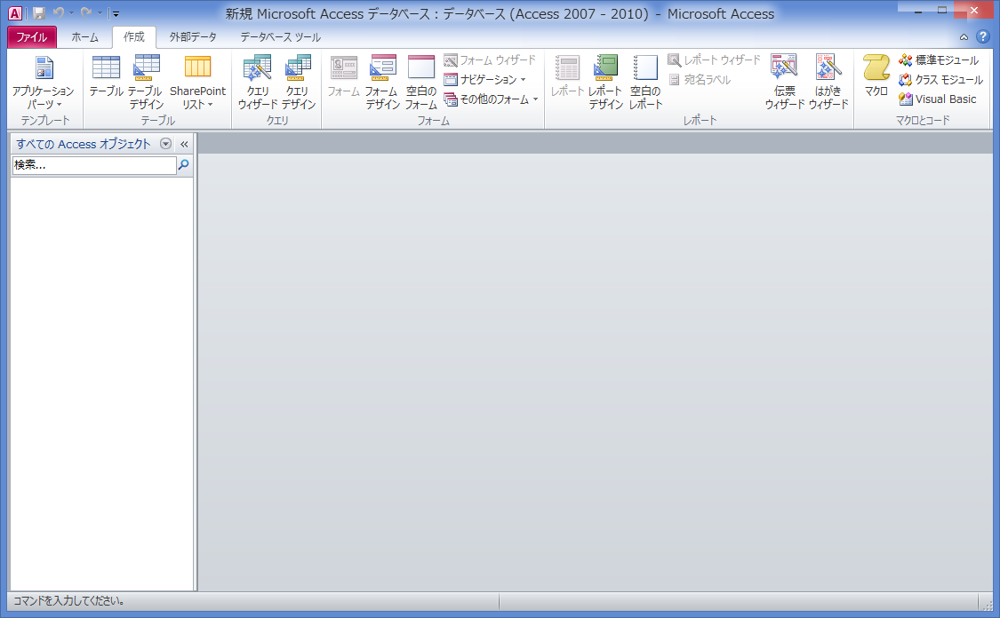 新規 Microsoft Access データベース : データベース (Access 2007 - 2010) - Microsoft Access
ファイル ホーム 作成 外部データ データベース ツール
アプリケーション パーツ
テンプレート
テーブル
テーブル デザイン
SharePoint リスト
テーブル
クエリ ウィザード
クエリ デザイン
クエリ
フォーム
フォーム デザイン
空白の フォーム
フォーム ウィザード
ナビゲーション
その他のフォーム
フォーム
レポート
レポート デザイン
空白の レポート
レポート ウィザード
宛名ラベル
伝票 ウィザード
はがき ウィザード
レポート
マクロ
標準モジュール
クラス モジュール
Visual Basic
マクロとコード
すべての Access オブジェクト
検索...
コマンドを入力してください。